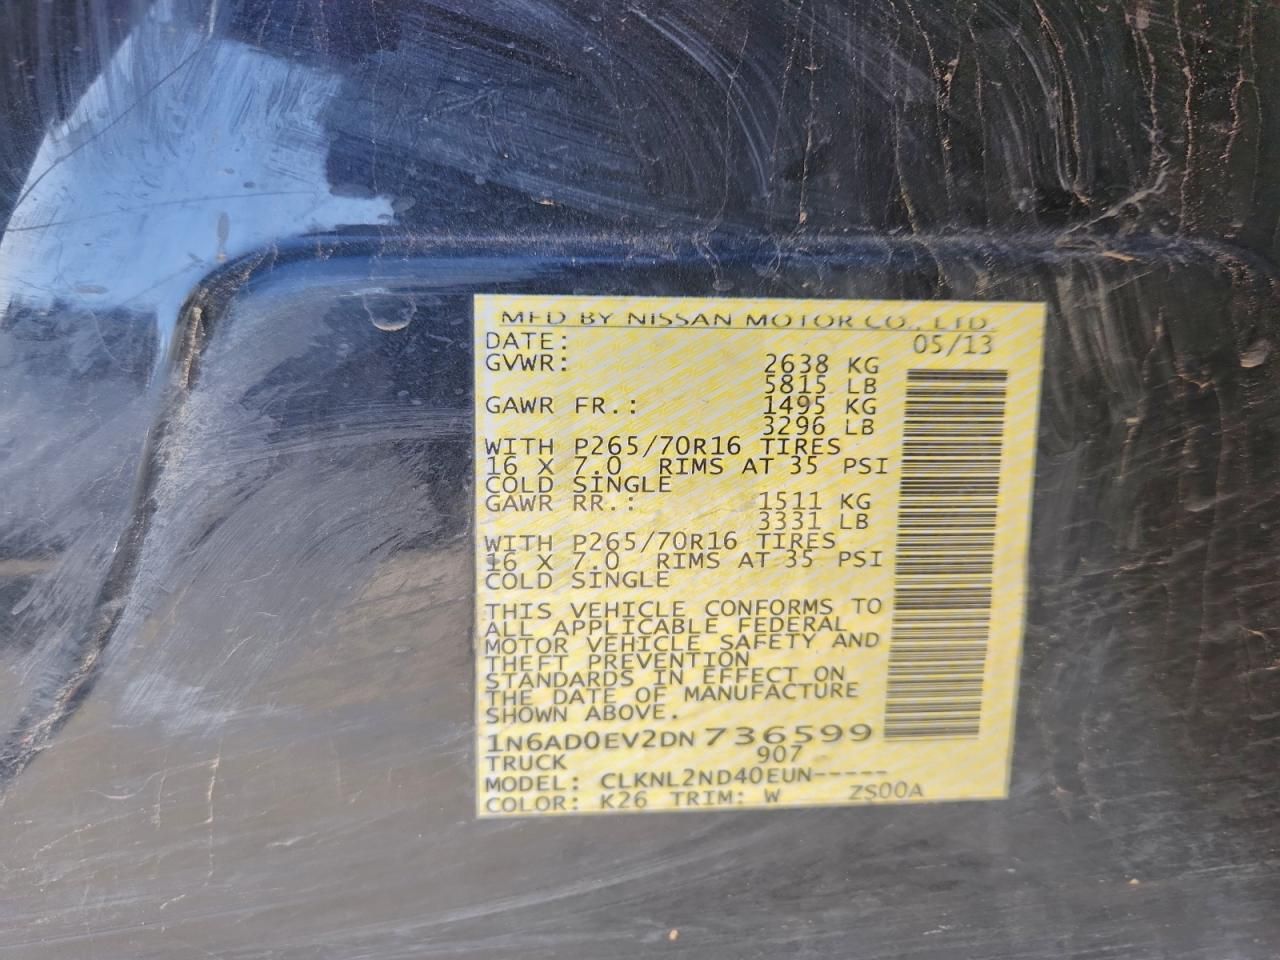 MFD BY NISSAN MOTOR CO., LTD.
DATE: 05/13
GVWR: 2638 KG
5815 LB
GAWR FR.: 1495 KG
3296 LB
WITH P265/70R16 TIRES
16 X 7.0 RIMS AT 35 PSI
COLD SINGLE
GAWR RR.: 1511 KG
3331 LB
WITH P265/70R16 TIRES
16 X 7.0 RIMS AT 35 PSI
COLD SINGLE
THIS VEHICLE CONFORMS TO
ALL APPLICABLE FEDERAL
MOTOR VEHICLE SAFETY AND
THEFT PREVENTION
STANDARDS IN EFFECT ON
THE DATE OF MANUFACTURE
SHOWN ABOVE.
1N6AD0EV2DN736599
TRUCK 907
MODEL: CLKNL2ND40EUN-----
COLOR: K26 TRIM: W ZS00A